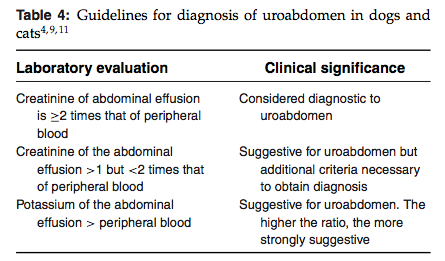 Table 4: Guidelines for diagnosis of uroabdomen in dogs and
cats4,9,11
Laboratory evaluation Clinical significance
Creatinine of abdominal effusion Considered diagnostic to
is ≥2 times that of peripheral uroabdomen
blood
Creatinine of the abdominal Suggestive for uroabdomen but
effusion >1 but <2 times that additional criteria necessary
of peripheral blood to obtain diagnosis
Potassium of the abdominal Suggestive for uroabdomen. The
effusion > peripheral blood higher the ratio, the more
strongly suggestive